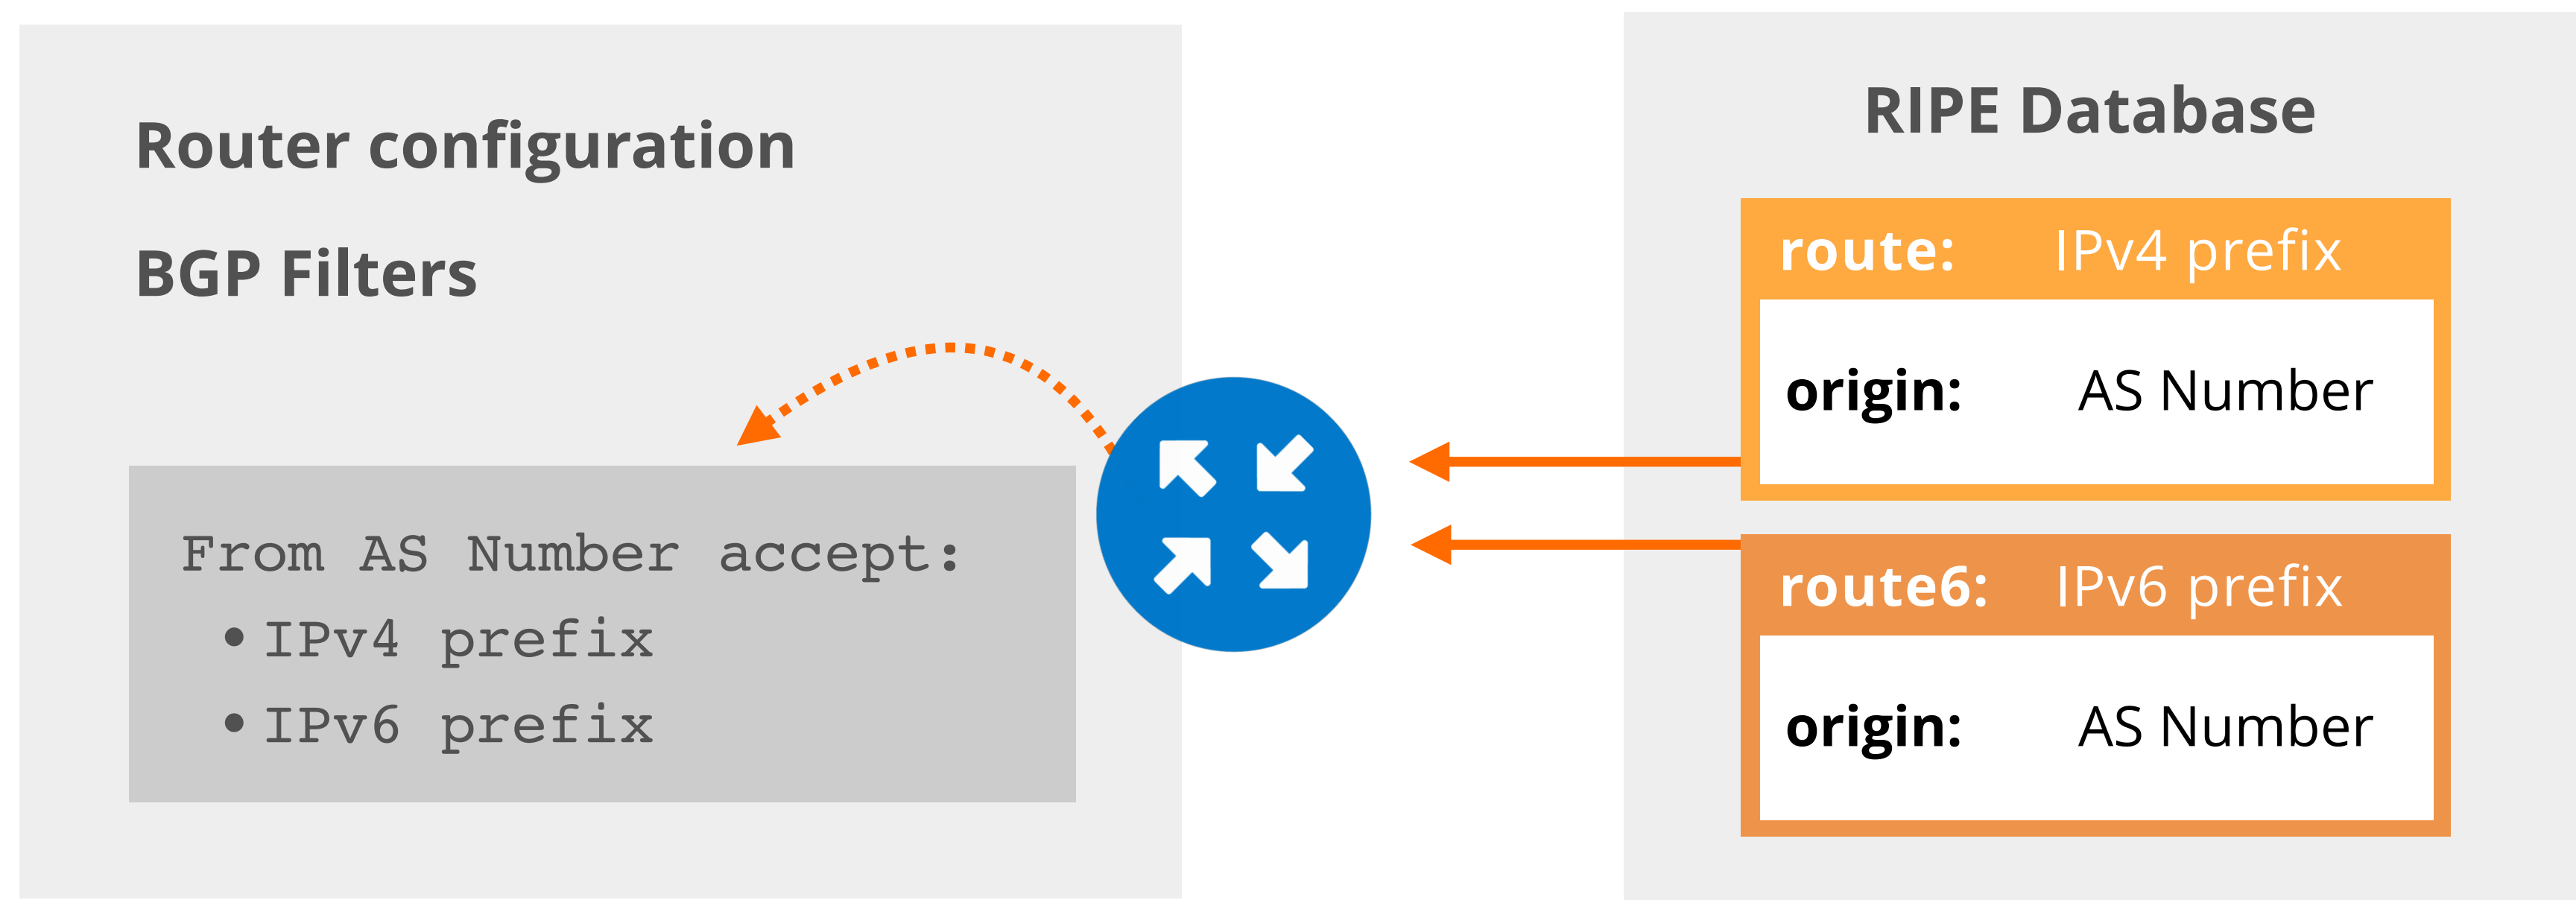 Router configuration
BGP Filters
From AS Number accept:
• IPv4 prefix
• IPv6 prefix
RIPE Database
route: IPv4 prefix
origin: AS Number
route6: IPv6 prefix
origin: AS Number